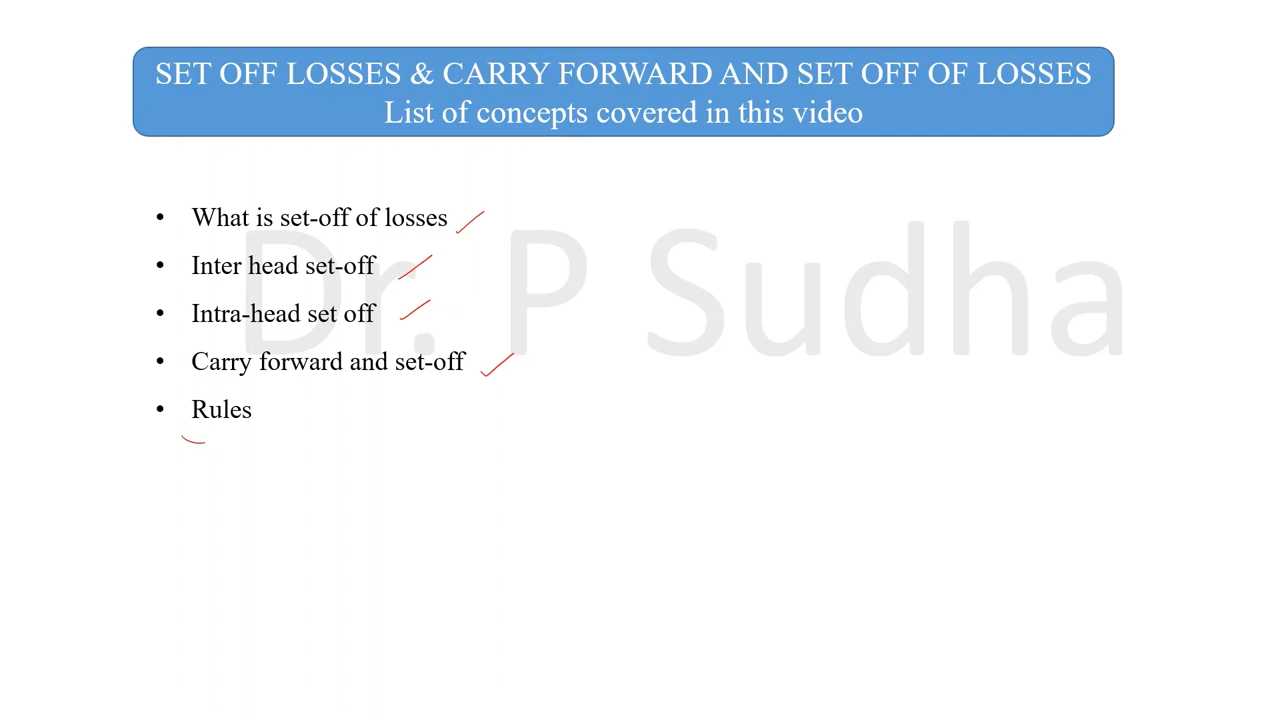 SET OFF LOSSES & CARRY FORWARD AND SET OFF OF LOSSES
List of concepts covered in this video
• What is set-off of losses
• Inter head set-off
• Intra-head set off
• Carry forward and set-off
• Rules
Dr. P Sudha